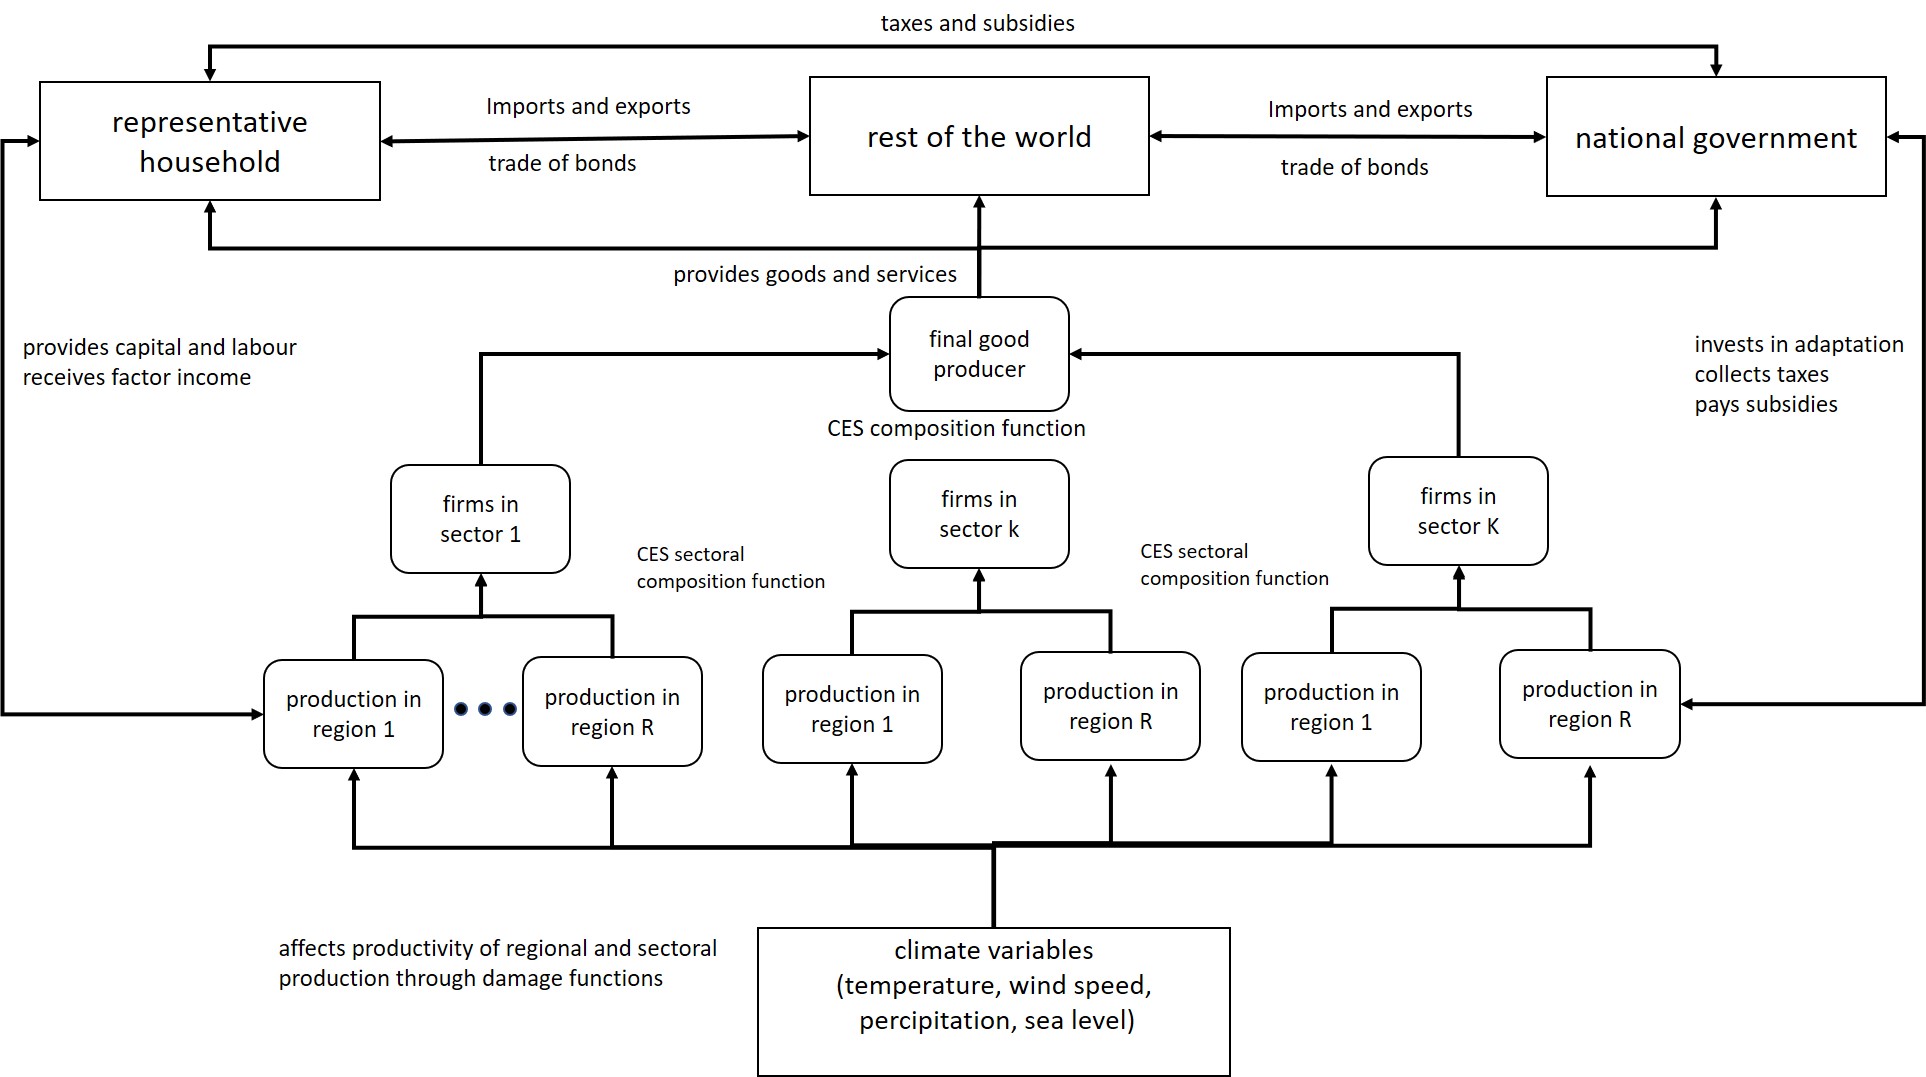 taxes and subsidies
representative
household
Imports and exports
trade of bonds
rest of the world
Imports and exports
trade of bonds
national government
provides goods and services
provides capital and labour
receives factor income
final good
producer
invests in adaptation
collects taxes
pays subsidies
CES composition function
firms in
sector 1
firms in
sector k
firms in
sector K
CES sectoral
composition function
CES sectoral
composition function
production in
region 1
production in
region R
production in
region 1
production in
region R
production in
region 1
production in
region R
affects productivity of regional and sectoral
production through damage functions
climate variables
(temperature, wind speed,
percipitation, sea level)